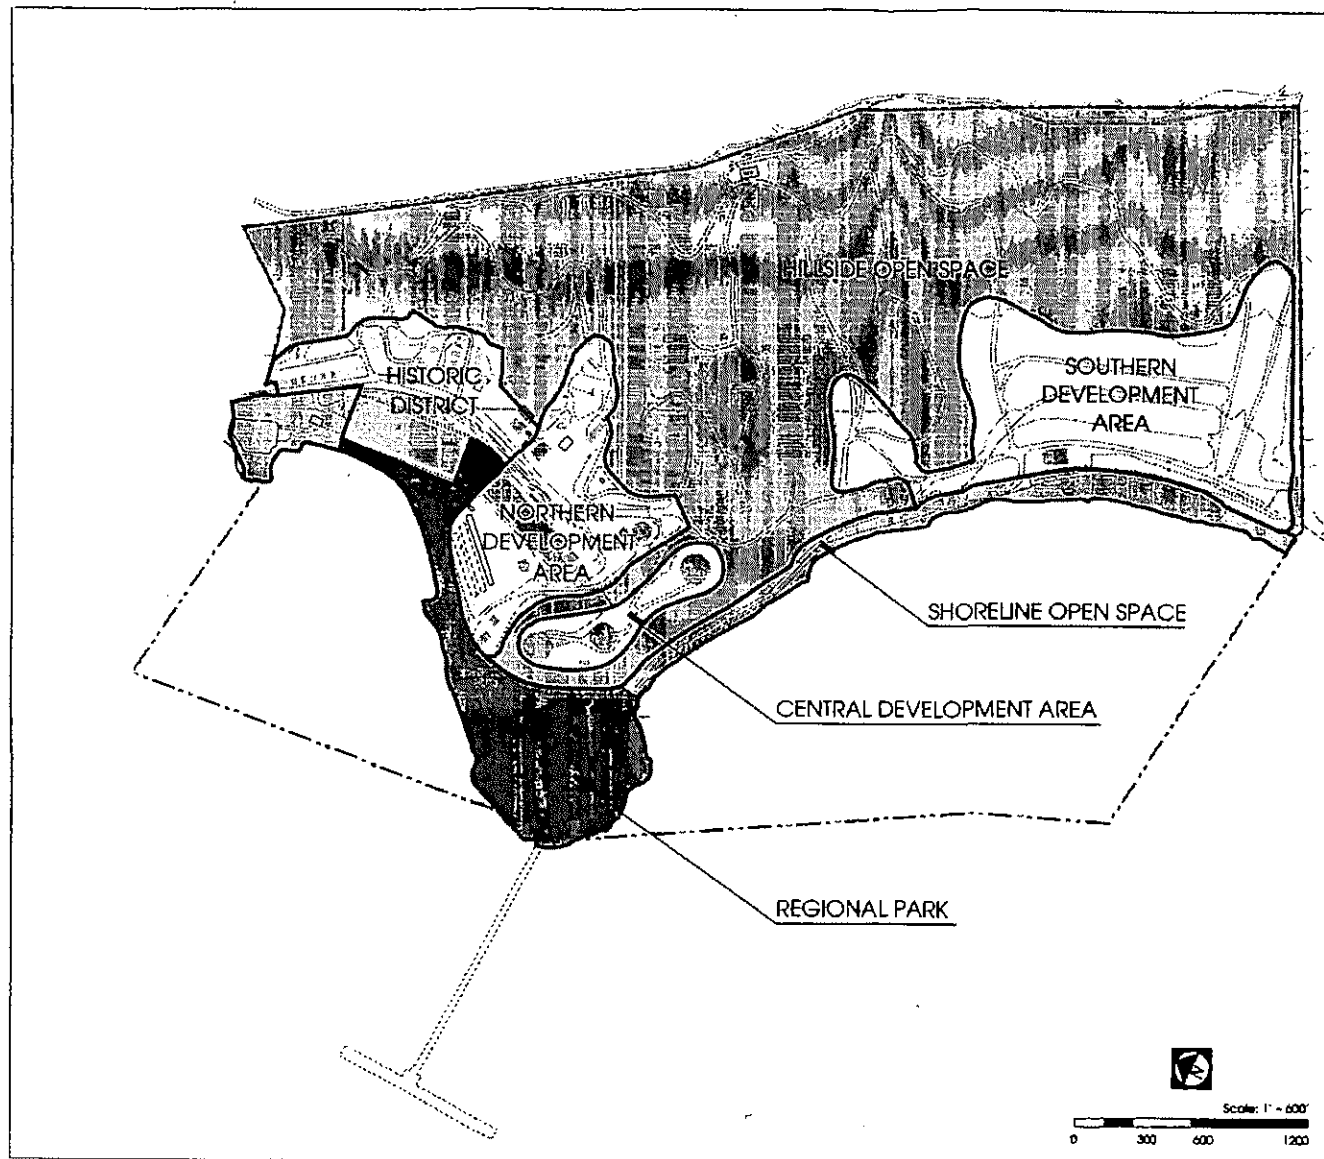 HILLSIDE OPEN SPACE
HISTORIC
DISTRICT
SOUTHERN
DEVELOPMENT
AREA
NORTHERN
DEVELOPMENT
AREA
SHORELINE OPEN SPACE
CENTRAL DEVELOPMENT AREA
REGIONAL PARK
Scale: 1" ~ 600'
0 300 600 1200